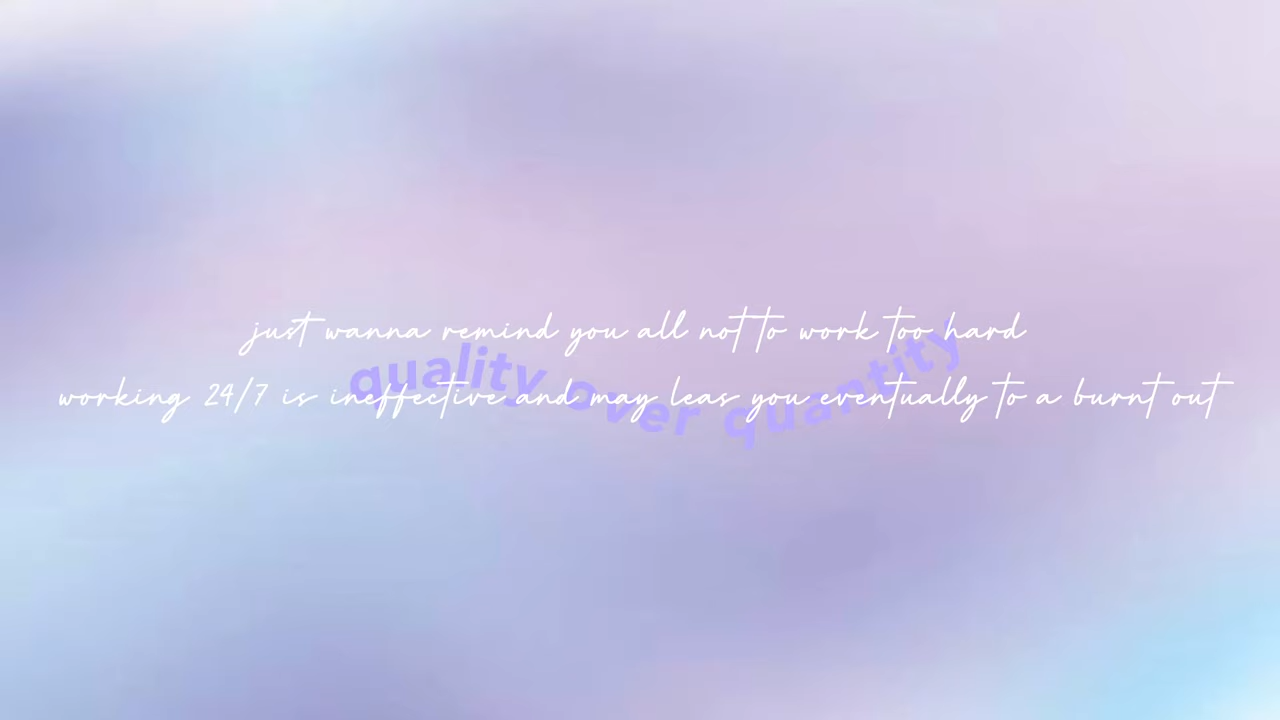 just wanna remind you all not to work too hard
quality over quantity
working 24/7 is ineffective and may leas you eventually to a burnt out